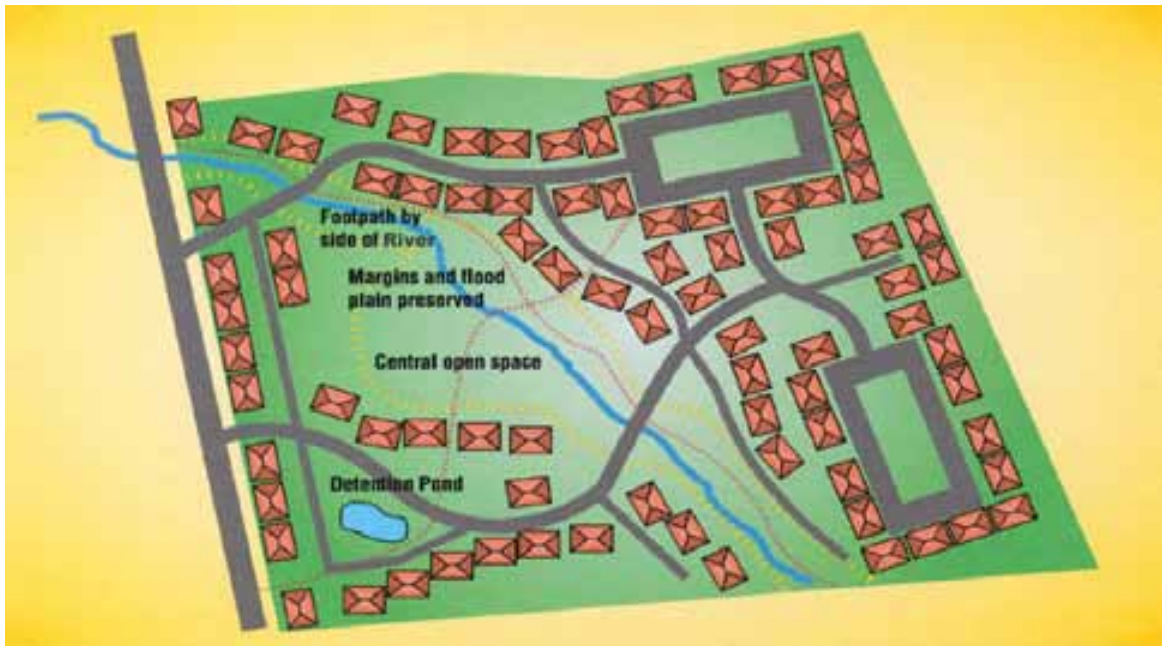 Footpath by
side of River
Margins and flood
plain preserved
Central open space
Detention Pond